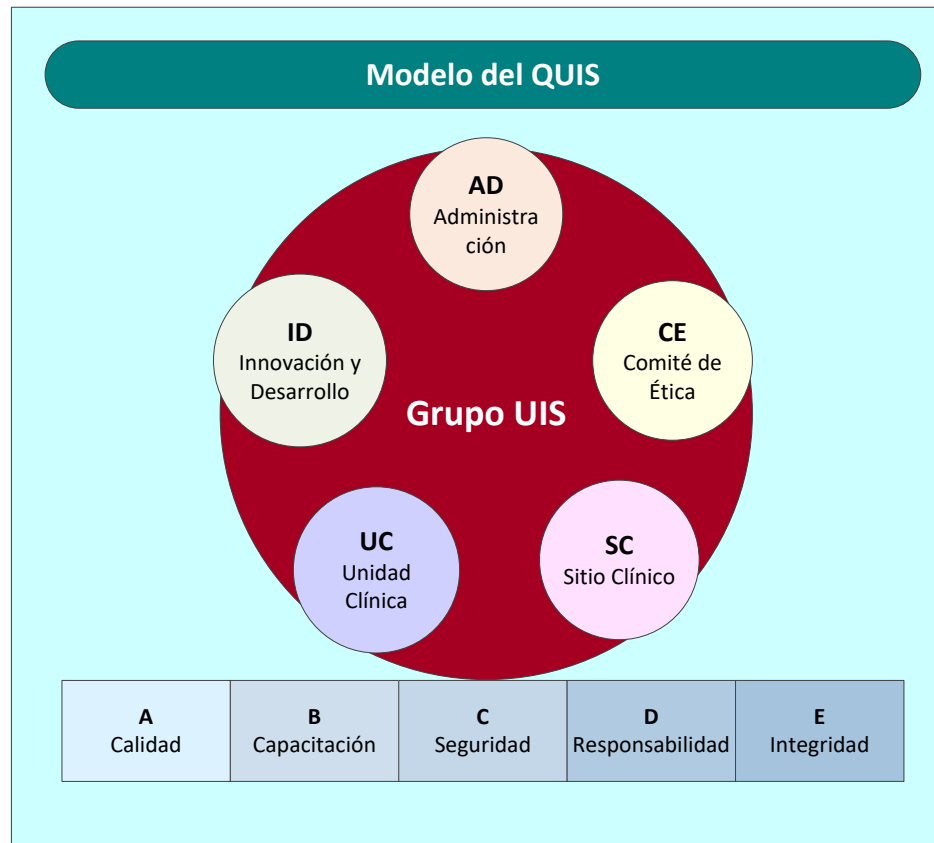 Modelo del QUIS
AD
Administra
ción
ID
Innovación y
Desarrollo
CE
Comité de
Ética
Grupo UIS
UC
Unidad
Clínica
SC
Sitio Clínico
A
Calidad
B
Capacitación
C
Seguridad
D
Responsabilidad
E
Integridad